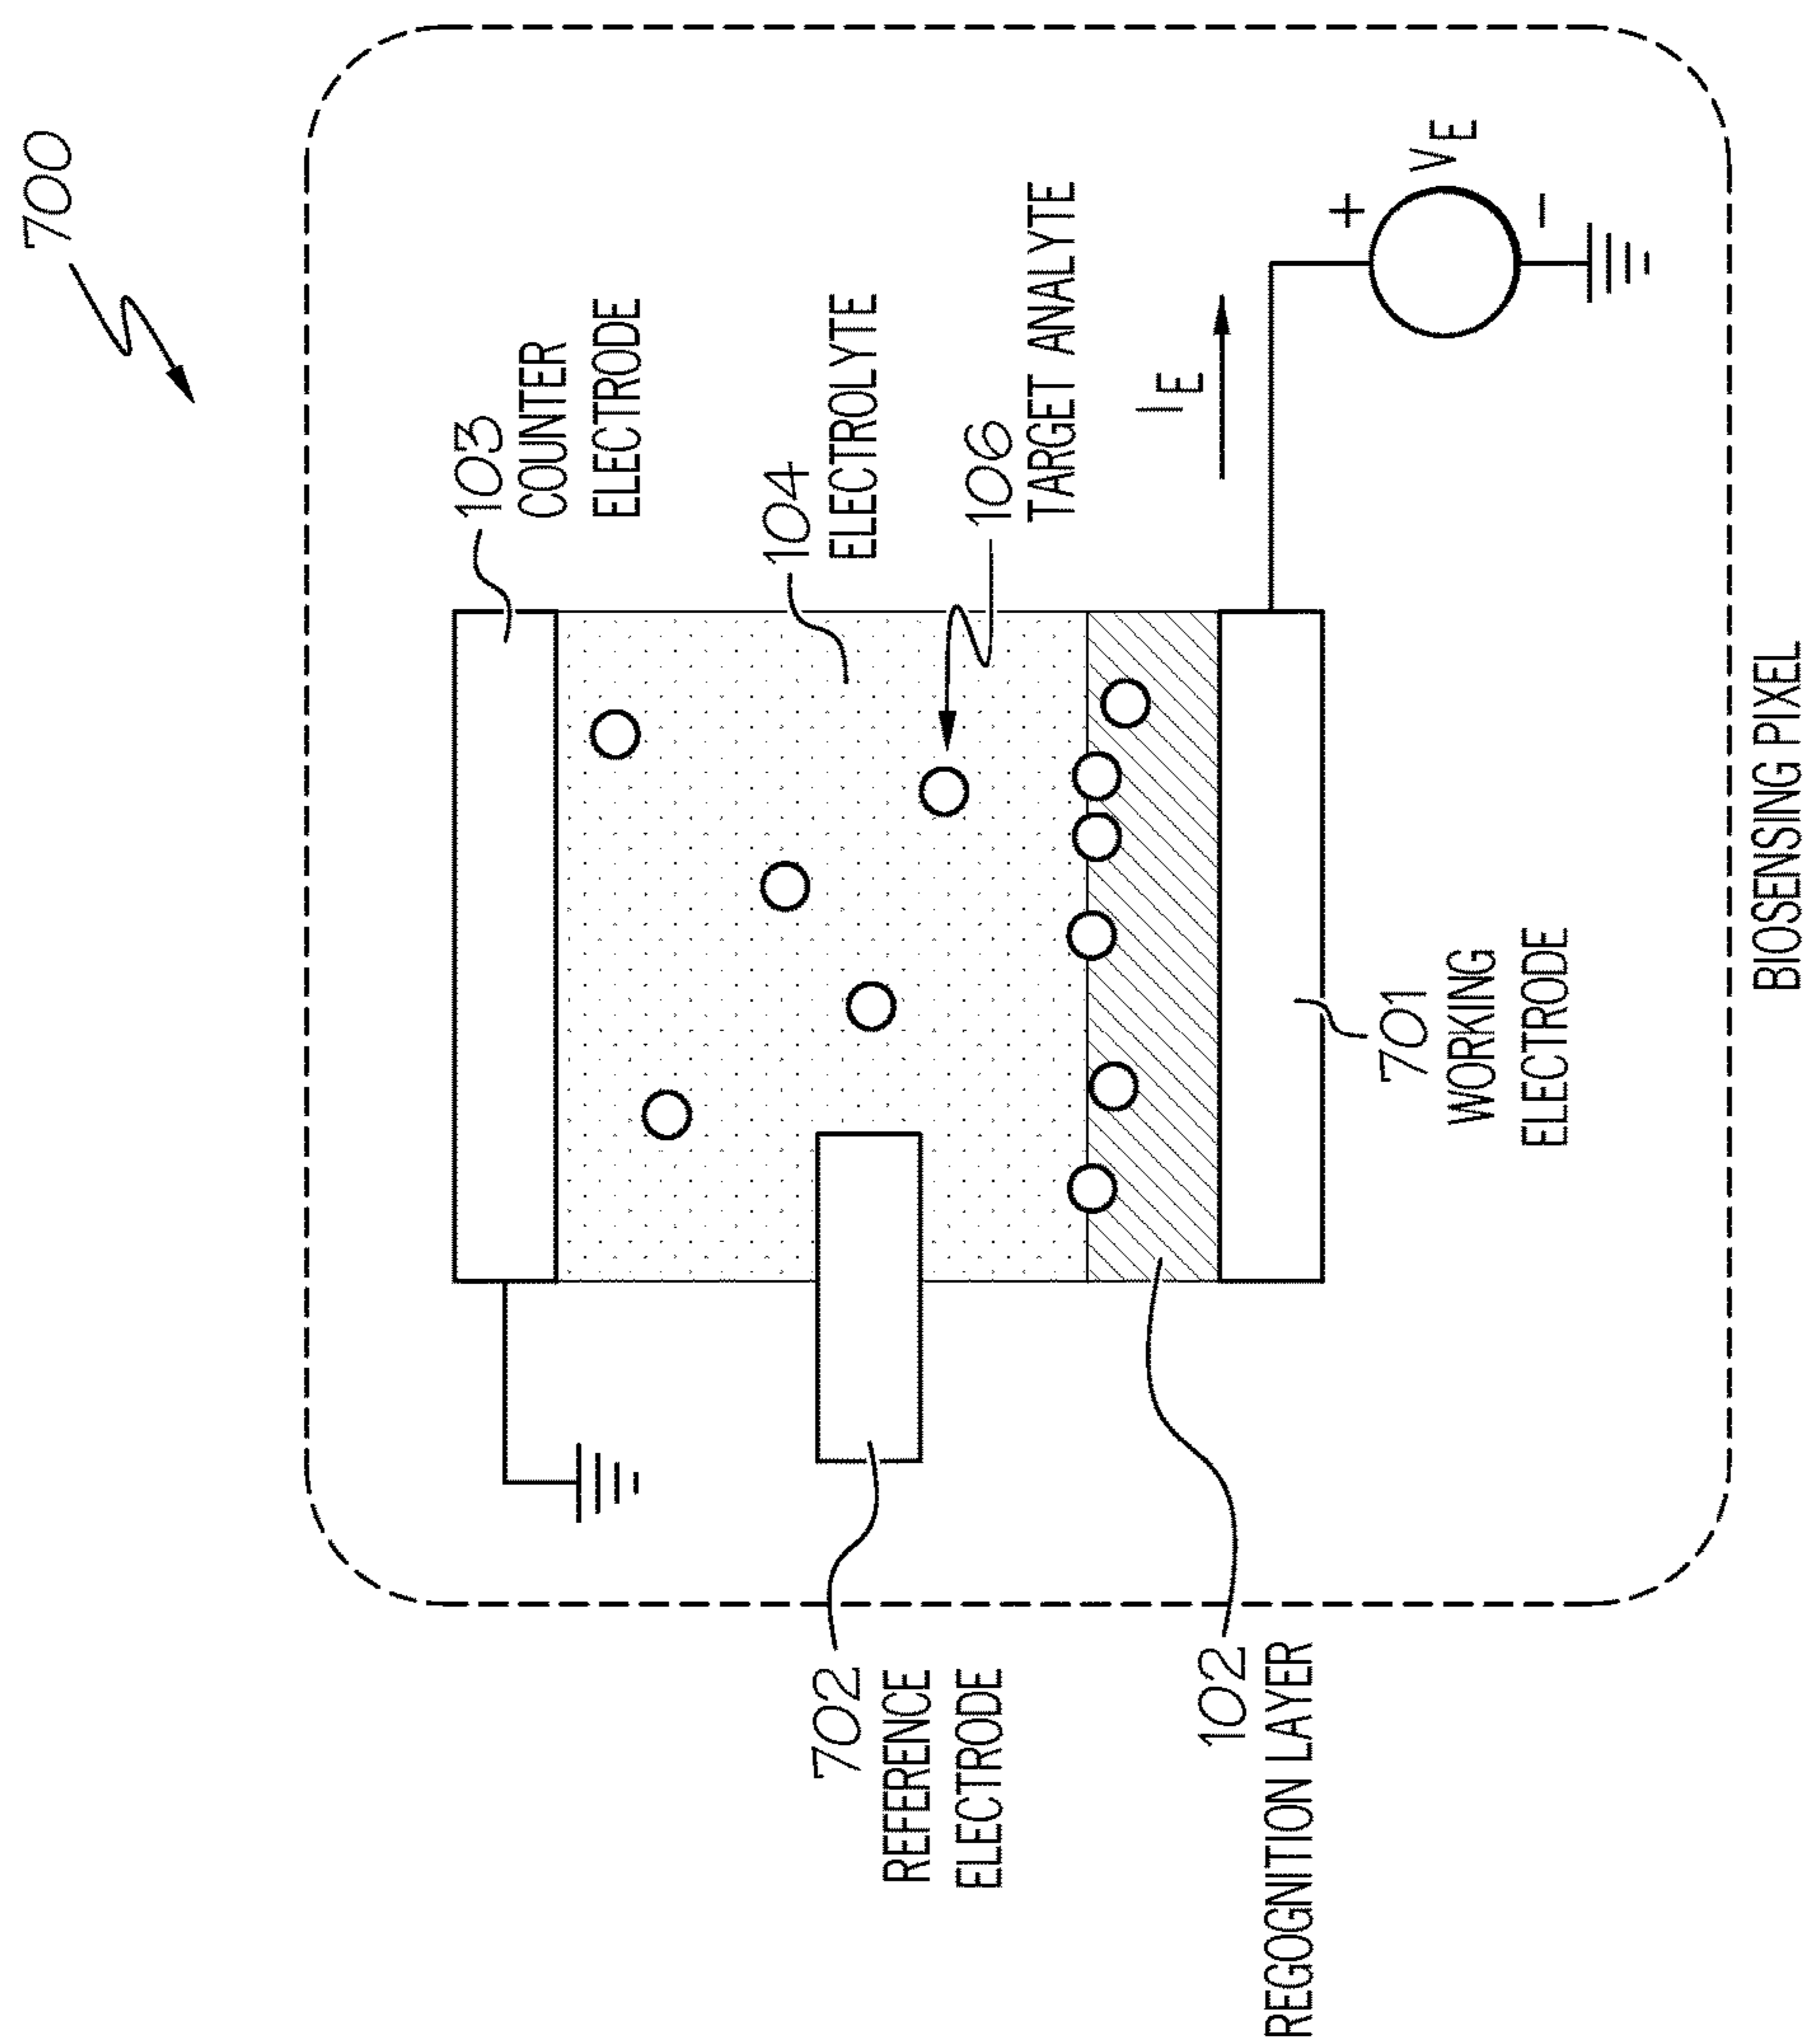 700
103
COUNTER
ELECTRODE
104
ELECTROLYTE
106
TARGET ANALYTE
IE
+
VE
−
702
REFERENCE
ELECTRODE
102
REGOGNITION LAYER
701
WORKING
ELECTRODE
BIOSENSING PIXEL